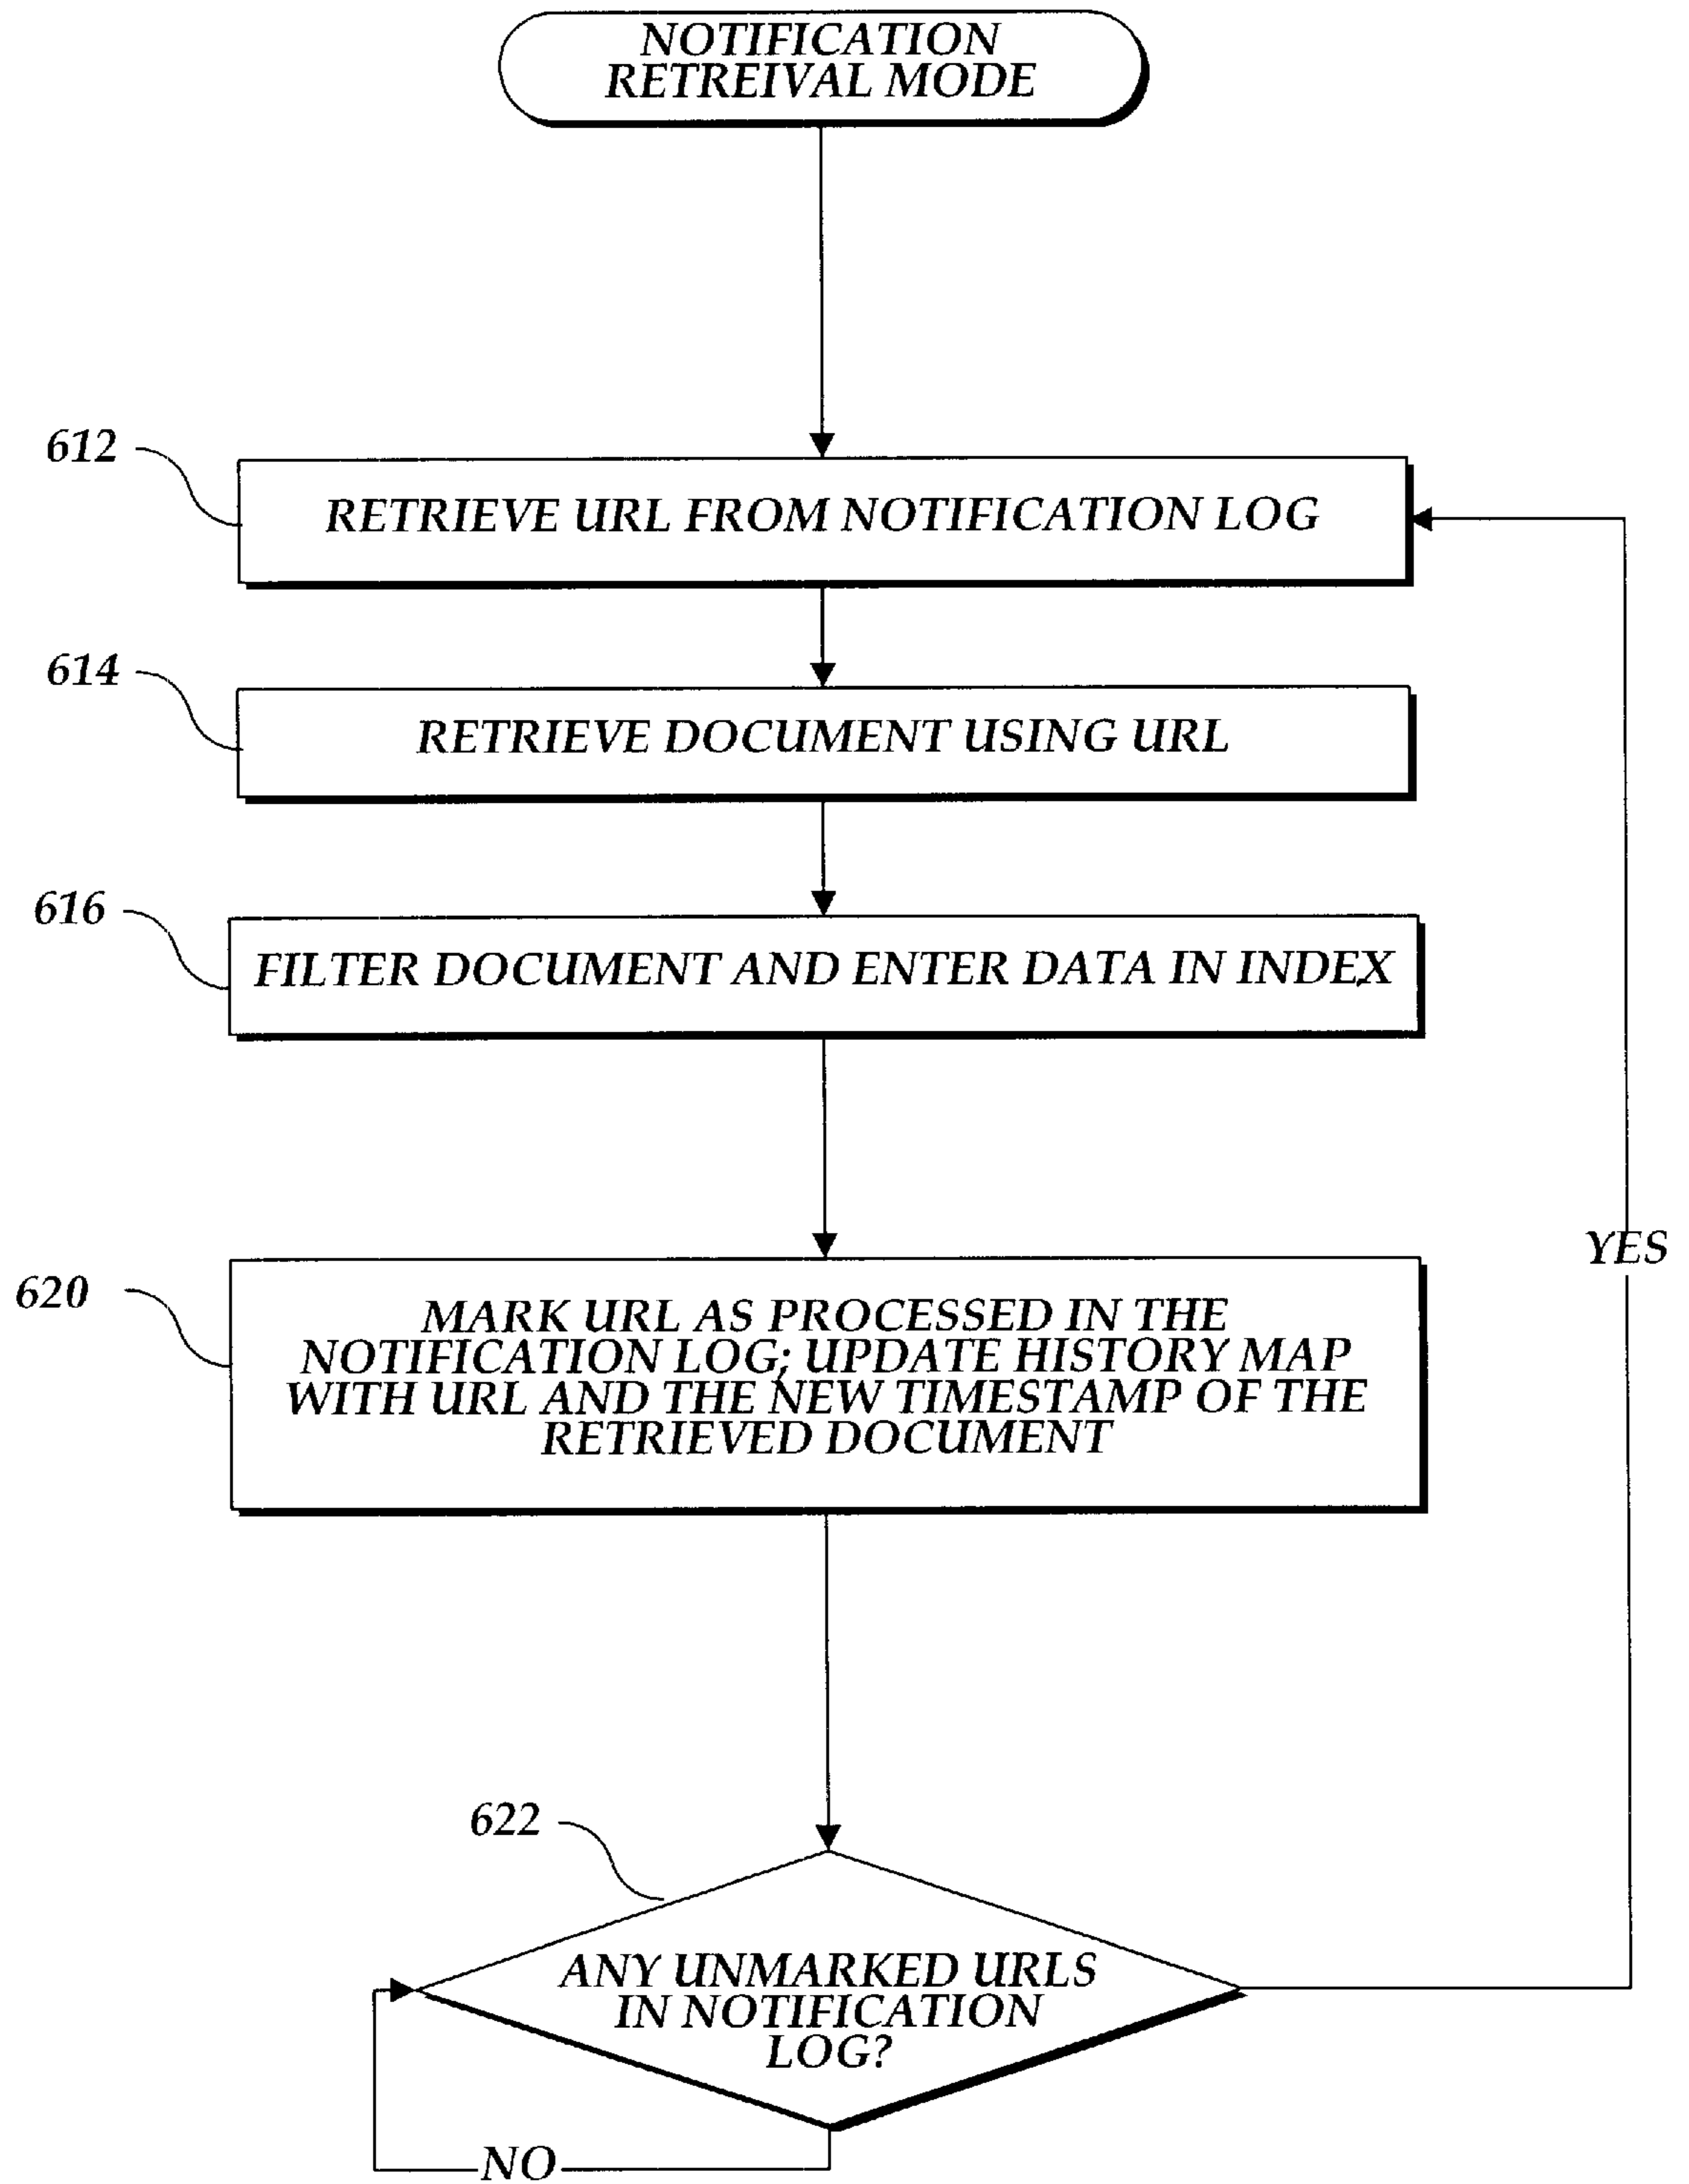 NOTIFICATION
RETREIVAL MODE
612
RETRIEVE URL FROM NOTIFICATION LOG
614
RETRIEVE DOCUMENT USING URL
616
FILTER DOCUMENT AND ENTER DATA IN INDEX
YES
620
MARK URL AS PROCESSED IN THE
NOTIFICATION LOG; UPDATE HISTORY MAP
WITH URL AND THE NEW TIMESTAMP OF THE
RETRIEVED DOCUMENT
622
ANY UNMARKED URLS
IN NOTIFICATION
LOG?
NO